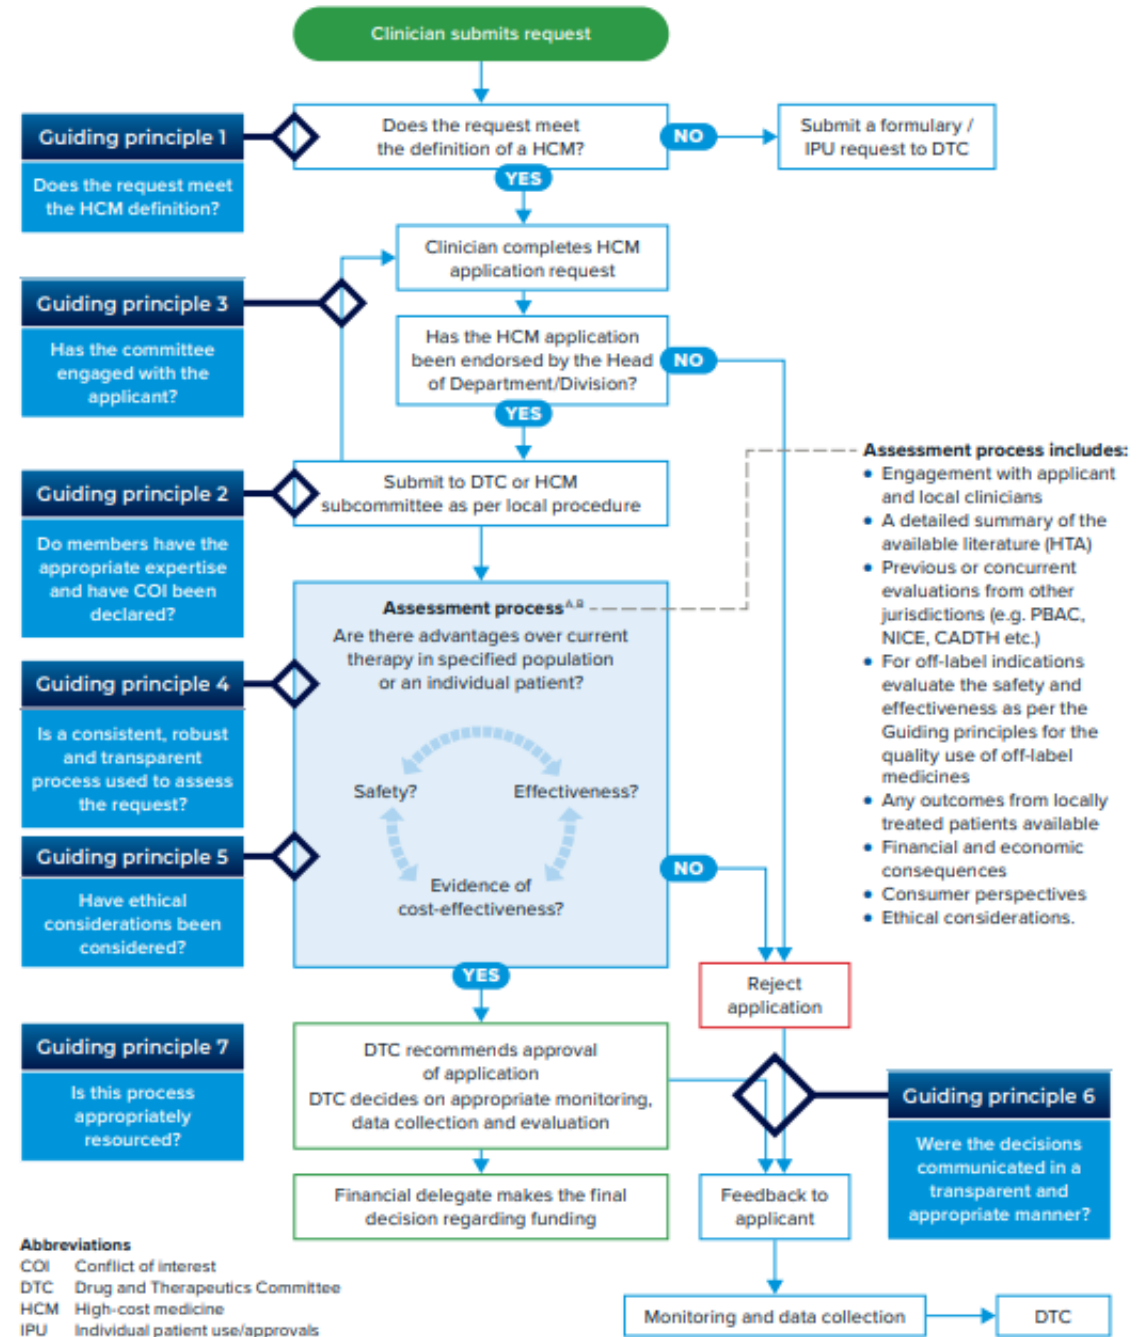 Clinician submits request
Guiding principle 1
Does the request meet
the HCM definition?
Does the request meet
the definition of a HCM?
NO
Submit a formulary /
IPU request to DTC
YES
Clinician completes HCM
application request
Guiding principle 3
Has the committee
engaged with the
applicant?
Has the HCM application
been endorsed by the Head
of Department/Division?
NO
YES
Guiding principle 2
Do members have the
appropriate expertise
and have COI been
declared?
Submit to DTC or HCM
subcommittee as per local procedure
Assessment process includes:
• Engagement with applicant
and local clinicians
• A detailed summary of the
available literature (HTA)
• Previous or concurrent
evaluations from other
jurisdictions (e.g. PBAC,
NICE, CADTH etc.)
• For off-label indications
evaluate the safety and
effectiveness as per the
Guiding principles for the
quality use of off-label
medicines
• Any outcomes from locally
treated patients available
• Financial and economic
consequences
• Consumer perspectives
• Ethical considerations.
Assessment process A,B
Are there advantages over current
therapy in specified population
or an individual patient?
Safety?
Effectiveness?
Evidence of
cost-effectiveness?
Guiding principle 4
Is a consistent, robust
and transparent
process used to assess
the request?
Guiding principle 5
Have ethical
considerations been
considered?
NO
YES
Reject
application
Guiding principle 7
Is this process
appropriately
resourced?
DTC recommends approval
of application
DTC decides on appropriate monitoring,
data collection and evaluation
Guiding principle 6
Were the decisions
communicated in a
transparent and
appropriate manner?
Financial delegate makes the final
decision regarding funding
Feedback to
applicant
Monitoring and data collection
DTC
Abbreviations
COI Conflict of interest
DTC Drug and Therapeutics Committee
HCM High-cost medicine
IPU Individual patient use/approvals